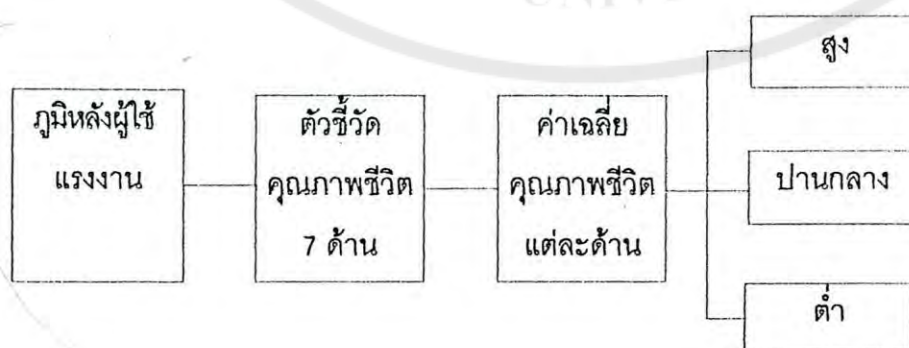 ภูมิหลังผู้ใช้
แรงงาน
ตัวชี้วัด
คุณภาพชีวิต
7 ด้าน
ค่าเฉลี่ย
คุณภาพชีวิต
แต่ละด้าน
สูง
ปานกลาง
ต่ำ